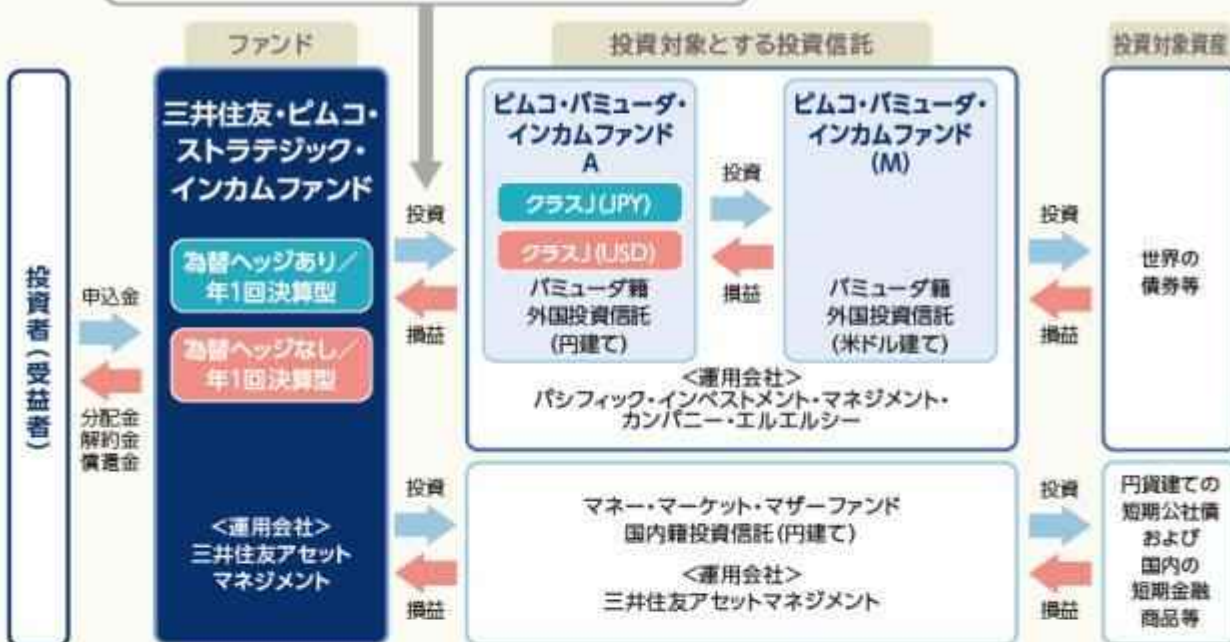 ファンド
投資対象とする投資信託
投資対象資産
投資者(受益者)
申込金
分配金
解約金
償還金
三井住友・ピムコ・
ストラテジック・
インカムファンド
為替ヘッジあり/
年1回決算型
為替ヘッジなし/
年1回決算型
<運用会社>
三井住友アセット
マネジメント
投資
損益
投資
損益
ピムコ・バミューダ・
インカムファンド
A
クラスJ(JPY)
クラスJ(USD)
バミューダ籍
外国投資信託
(円建て)
投資
損益
ピムコ・バミューダ・
インカムファンド
(M)
バミューダ籍
外国投資信託
(米ドル建て)
<運用会社>
パシフィック・インベストメント・マネジメント・
カンパニー・エルエルシー
マネー・マーケット・マザーファンド
国内籍投資信託(円建て)
<運用会社>
三井住友アセットマネジメント
投資
損益
投資
損益
世界の
債券等
円貨建ての
短期公社債
および
国内の
短期金融
商品等